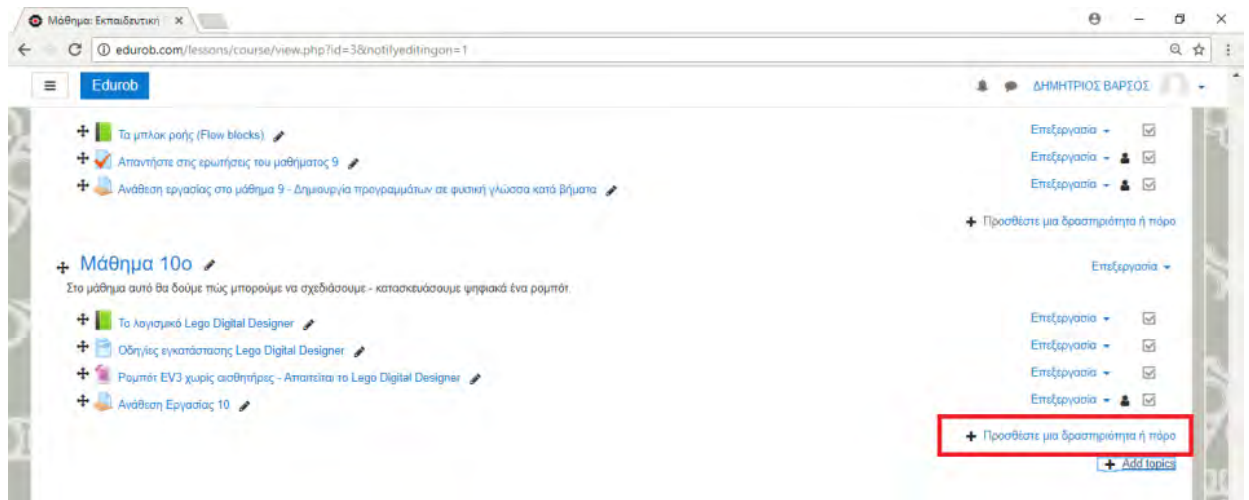 Μάθημα: Εκπαιδευτική
edurob.com/lessons/course/view.php?id=3&notifyeditingon=1
Edurob
ΔΗΜΗΤΡΙΟΣ ΒΑΡΣΟΣ
Τα μπλοκ ροής (Flow blocks) Επεξεργασία
Απαντήστε στις ερωτήσεις του μαθήματος 9 Επεξεργασία
Ανάθεση εργασίας στο μάθημα 9 - Δημιουργία προγραμμάτων σε φυσική γλώσσα κατά βήματα Επεξεργασία
Προσθέστε μια δραστηριότητα ή πόρο
Μάθημα 10ο Επεξεργασία
Στο μάθημα αυτό θα δούμε πώς μπορούμε να σχεδιάσουμε - κατασκευάσουμε ψηφιακά ένα ρομπότ.
Το λογισμικό Lego Digital Designer Επεξεργασία
Οδηγίες εγκατάστασης Lego Digital Designer Επεξεργασία
Ρομπότ EV3 χωρίς αισθητήρες - Απαιτείται το Lego Digital Designer Επεξεργασία
Ανάθεση Εργασίας 10 Επεξεργασία
Προσθέστε μια δραστηριότητα ή πόρο
Add topics